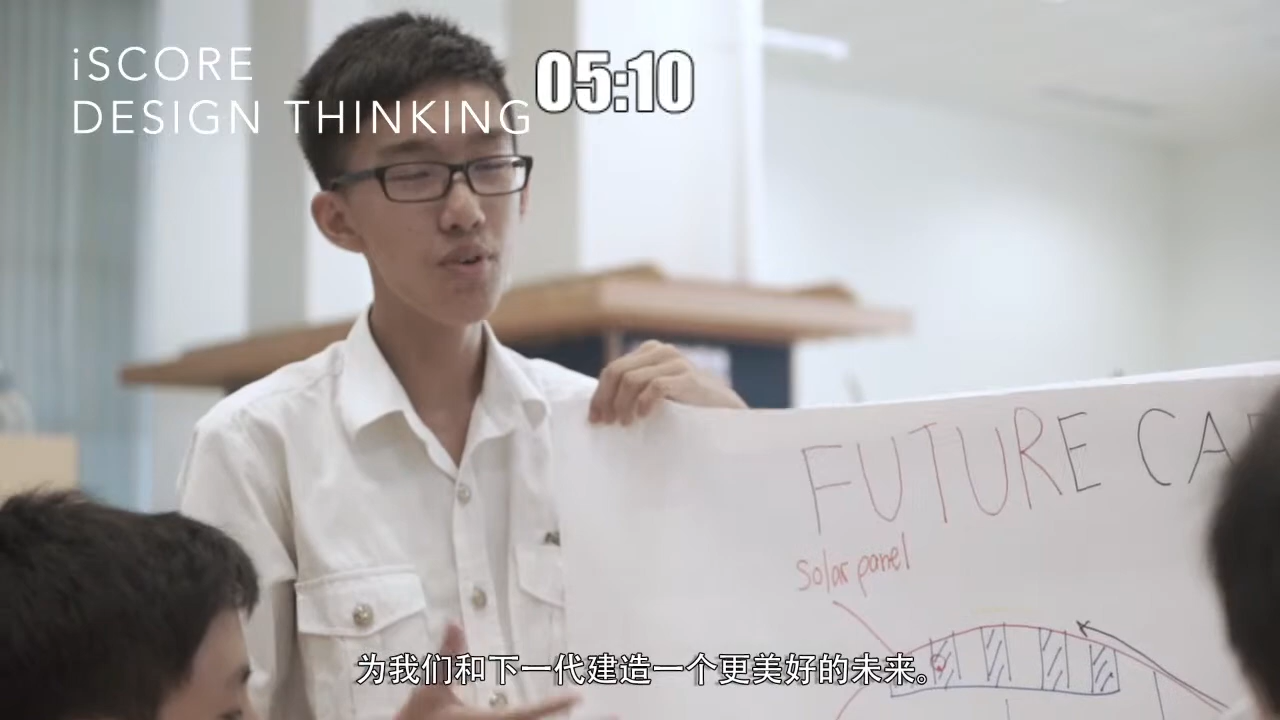 iSCORE
DESIGN THINKING
05:10
FUTURE CA
solar panel
为我们和下一代建造一个更美好的未来。